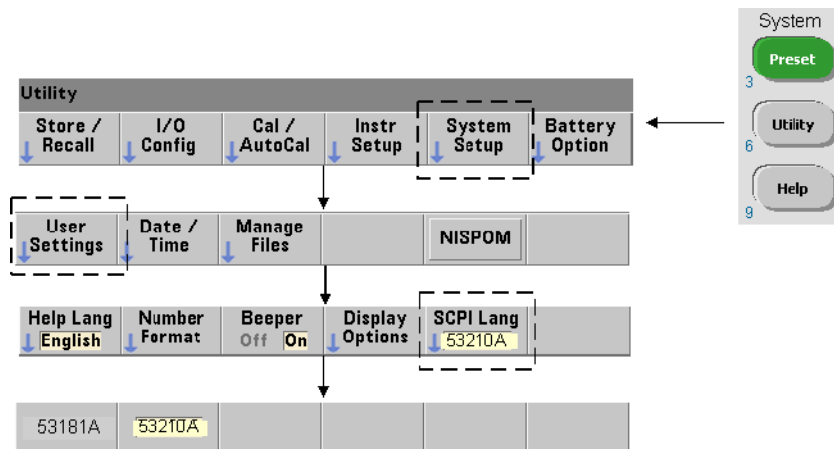 System
Preset
3
Utility
6
Help
9
Utility
Store / Recall
I/O Config
Cal / AutoCal
Instr Setup
System Setup
Battery Option
User Settings
Date / Time
Manage Files
NISPOM
Help Lang English
Number Format
Beeper Off On
Display Options
SCPI Lang 53210A
53181A
53210A